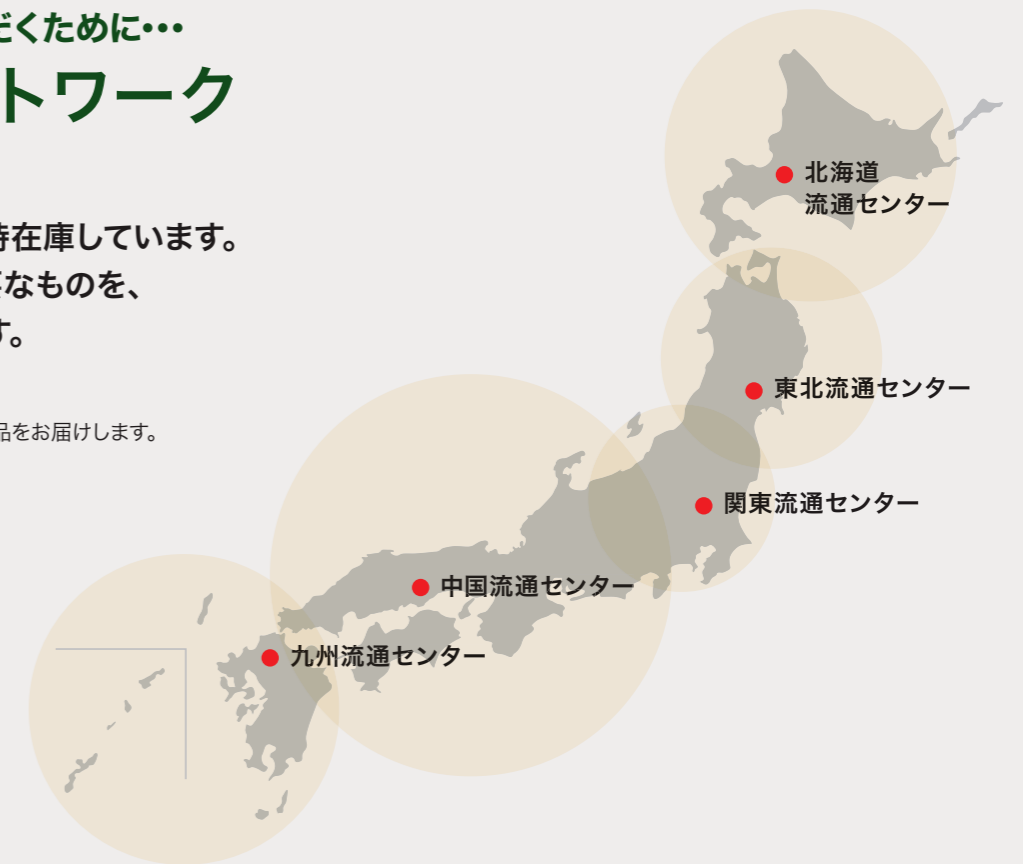 だくために•••
トワーク
時在庫しています。
なものを、
す。
品をお届けします。
北海道
流通センター
東北流通センター
関東流通センター
中国流通センター
九州流通センター